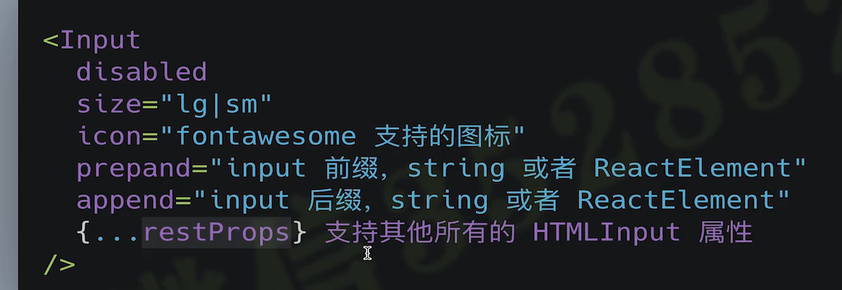 <Input
disabled
size="lg|sm"
icon="fontawesome 支持的图标"
prepand="input 前缀, string 或者 ReactElement"
append="input 后缀, string 或者 ReactElement"
{...restProps} 支持其他所有的 HTMLInput 属性
/>